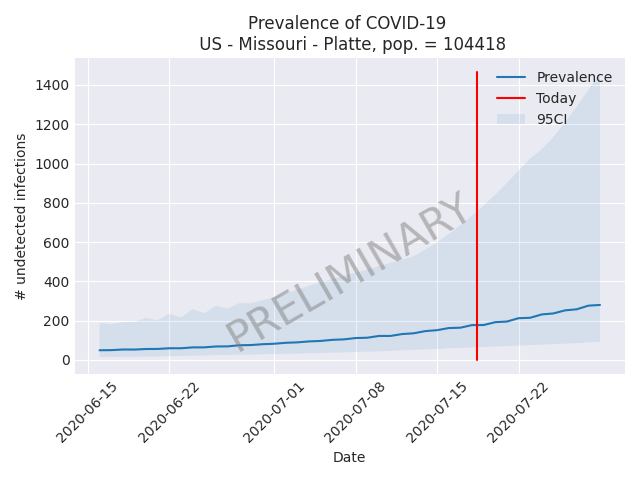 Prevalence of COVID-19
US - Missouri - Platte, pop. = 104418
1400
1200
1000
800
600
400
200
0
# undetected infections
Prevalence
Today
95CI
PRELIMINARY
2020-06-15
2020-06-22
2020-07-01
2020-07-08
2020-07-15
2020-07-22
Date